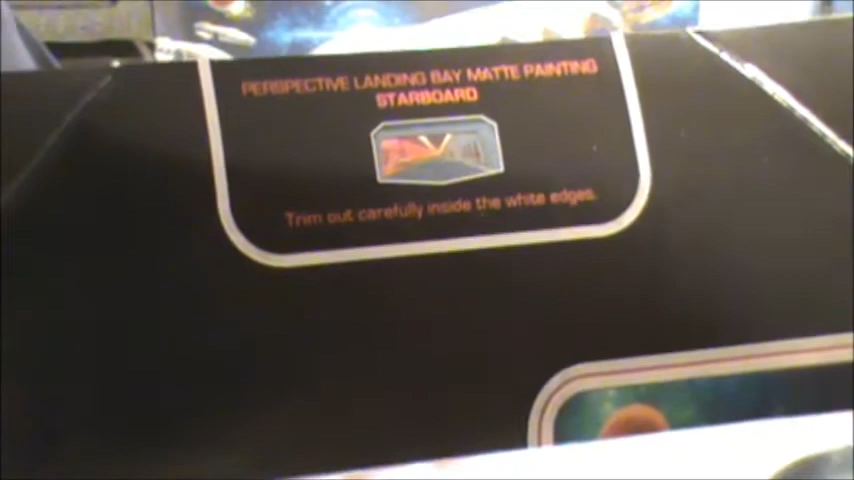 PERSPECTIVE LANDING BAY MATTE PAINTING
STARBOARD
Trim out carefully inside the white edges.